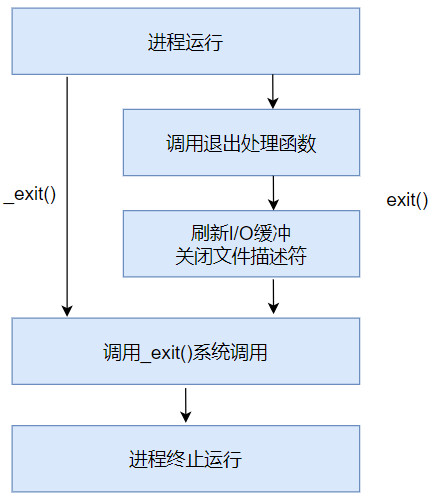 进程运行
调用退出处理函数
_exit()
exit()
刷新I/O缓冲
关闭文件描述符
调用_exit()系统调用
进程终止运行